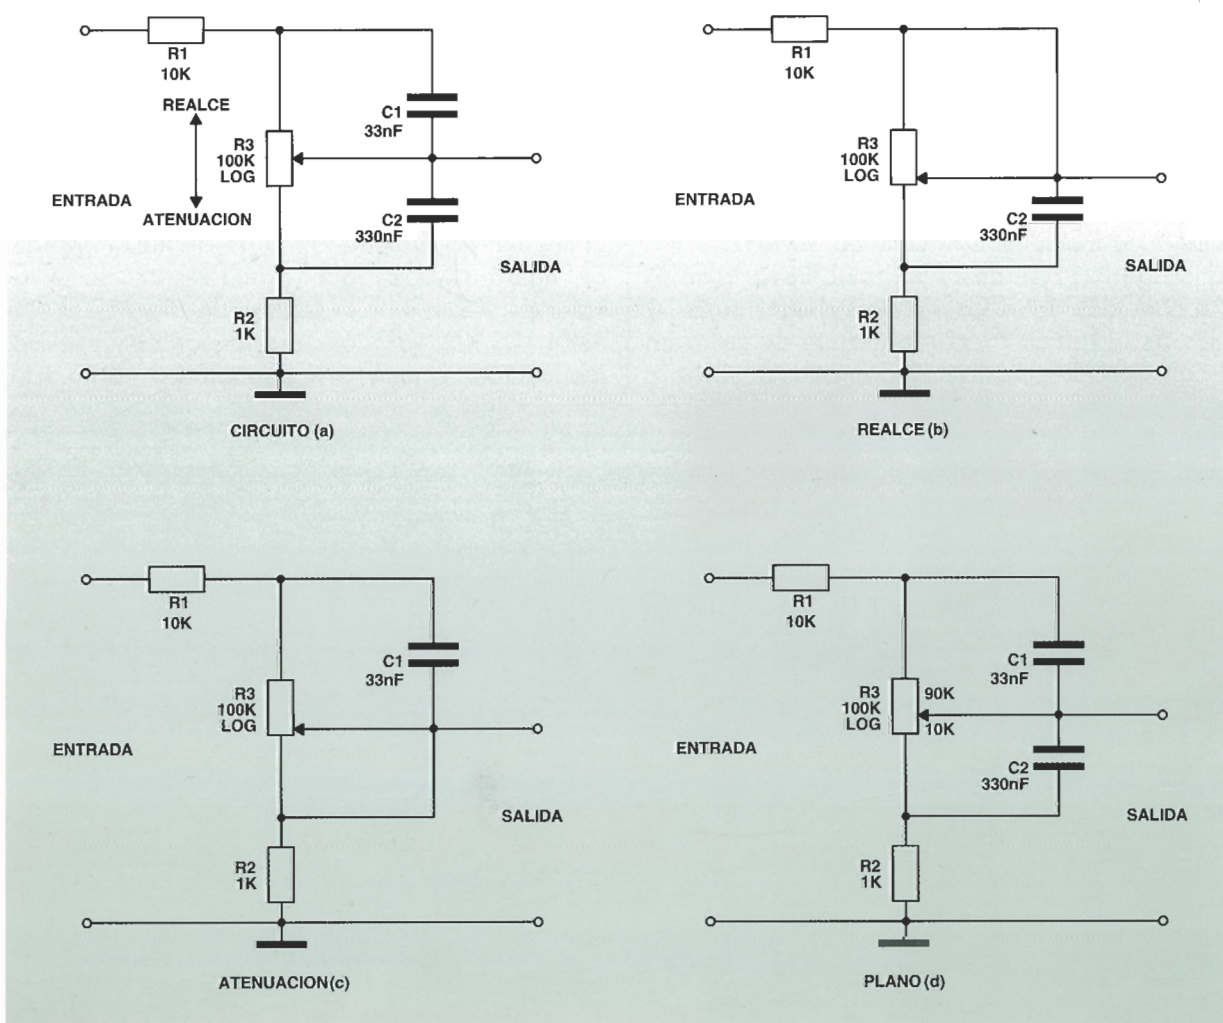 R1
10K
REALCE
R3
100K
LOG
C1
33nF
ENTRADA
ATENUACION
C2
330nF
SALIDA
R2
1K
CIRCUITO (a)
R1
10K
R3
100K
LOG
ENTRADA
C2
330nF
SALIDA
R2
1K
REALCE (b)
R1
10K
C1
33nF
R3
100K
LOG
ENTRADA
SALIDA
R2
1K
ATENUACION (c)
R1
10K
C1
33nF
R3
100K
LOG
90K
10K
ENTRADA
C2
330nF
SALIDA
R2
1K
PLANO (d)